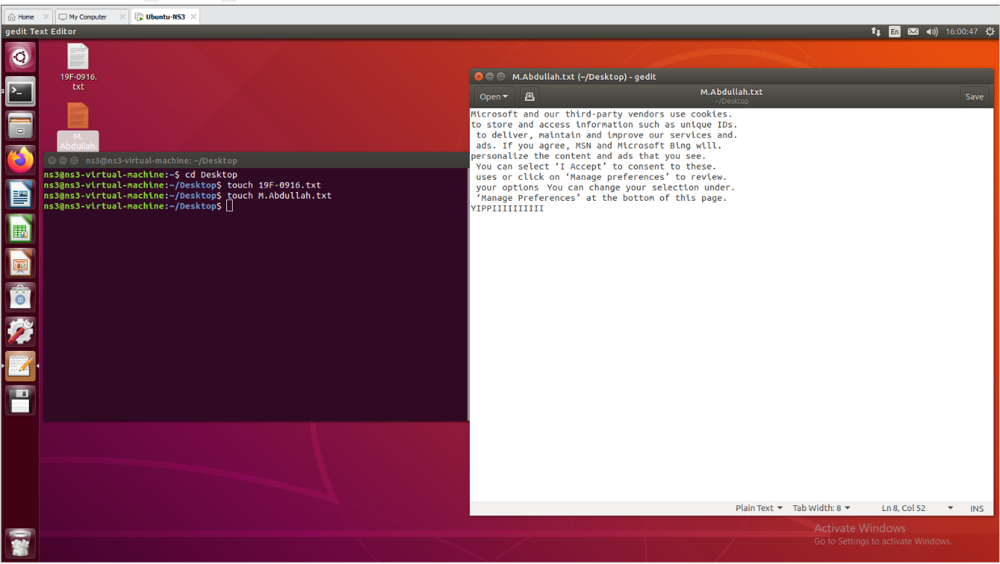 Home
My Computer
Ubuntu-NS3
gedit Text Editor
En
16:00:47
19F-0916.
txt
M.
Abdullah.
M.Abdullah.txt (~/Desktop) - gedit
Open
M.Abdullah.txt
~/Desktop
Save
Microsoft and our third-party vendors use cookies.
to store and access information such as unique IDs.
to deliver, maintain and improve our services and.
ads. If you agree, MSN and Microsoft Bing will.
personalize the content and ads that you see.
You can select ‘I Accept’ to consent to these.
uses or click on ‘Manage preferences’ to review.
your options You can change your selection under.
‘Manage Preferences’ at the bottom of this page.
YIPPIIIIIIIIII
ns3@ns3-virtual-machine: ~/Desktop
ns3@ns3-virtual-machine:~$ cd Desktop
ns3@ns3-virtual-machine:~/Desktop$ touch 19F-0916.txt
ns3@ns3-virtual-machine:~/Desktop$ touch M.Abdullah.txt
ns3@ns3-virtual-machine:~/Desktop$
Plain Text
Tab Width: 8
Ln 8, Col 52
INS
Activate Windows
Go to Settings to activate Windows.